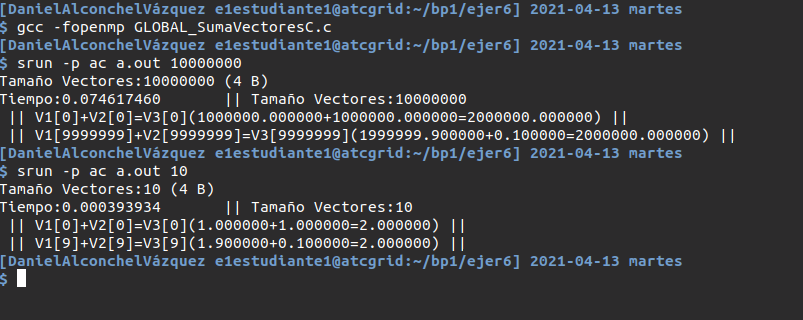 [DanielAlconchelVázquez e1estudiante1@atcgrid:~/bp1/ejer6] 2021-04-13 martes
$ gcc -fopenmp GLOBAL_SumaVectoresC.c
[DanielAlconchelVázquez e1estudiante1@atcgrid:~/bp1/ejer6] 2021-04-13 martes
$ srun -p ac a.out 10000000
Tamaño Vectores:10000000 (4 B)
Tiempo:0.074617460       || Tamaño Vectores:10000000
 || V1[0]+V2[0]=V3[0](1000000.000000+1000000.000000=2000000.000000) ||
 || V1[9999999]+V2[9999999]=V3[9999999](1999999.900000+0.100000=2000000.000000) ||
[DanielAlconchelVázquez e1estudiante1@atcgrid:~/bp1/ejer6] 2021-04-13 martes
$ srun -p ac a.out 10
Tamaño Vectores:10 (4 B)
Tiempo:0.000393934       || Tamaño Vectores:10
 || V1[0]+V2[0]=V3[0](1.000000+1.000000=2.000000) ||
 || V1[9]+V2[9]=V3[9](1.900000+0.100000=2.000000) ||
[DanielAlconchelVázquez e1estudiante1@atcgrid:~/bp1/ejer6] 2021-04-13 martes
$